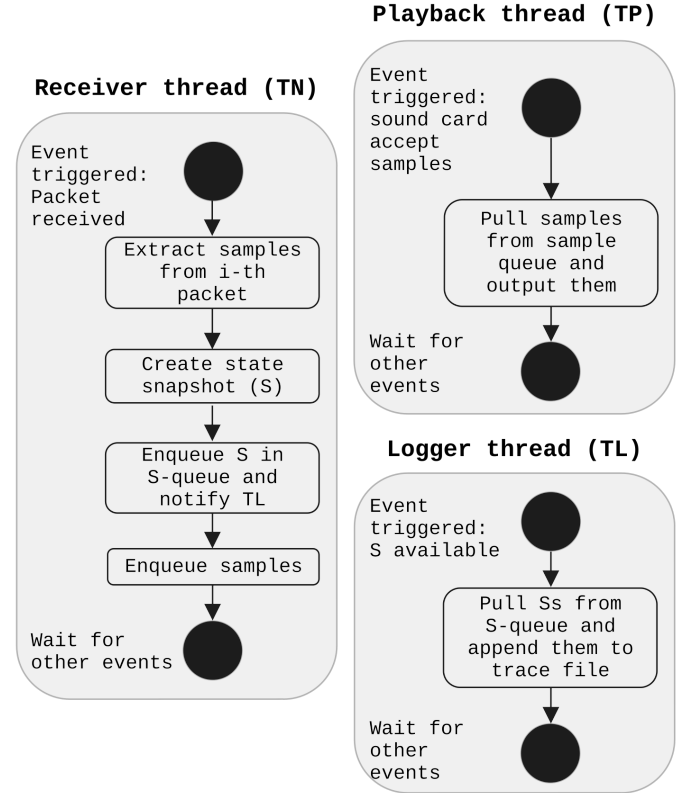 Receiver thread (TN)
Event
triggered:
Packet
received
Extract samples
from i-th
packet
Create state
snapshot (S)
Enqueue S in
S-queue and
notify TL
Enqueue samples
Wait for
other events
Playback thread (TP)
Event
triggered:
sound card
accept
samples
Pull samples
from sample
queue and
output them
Wait for
other
events
Logger thread (TL)
Event
triggered:
S available
Pull Ss from
S-queue and
append them to
trace file
Wait for
other
events